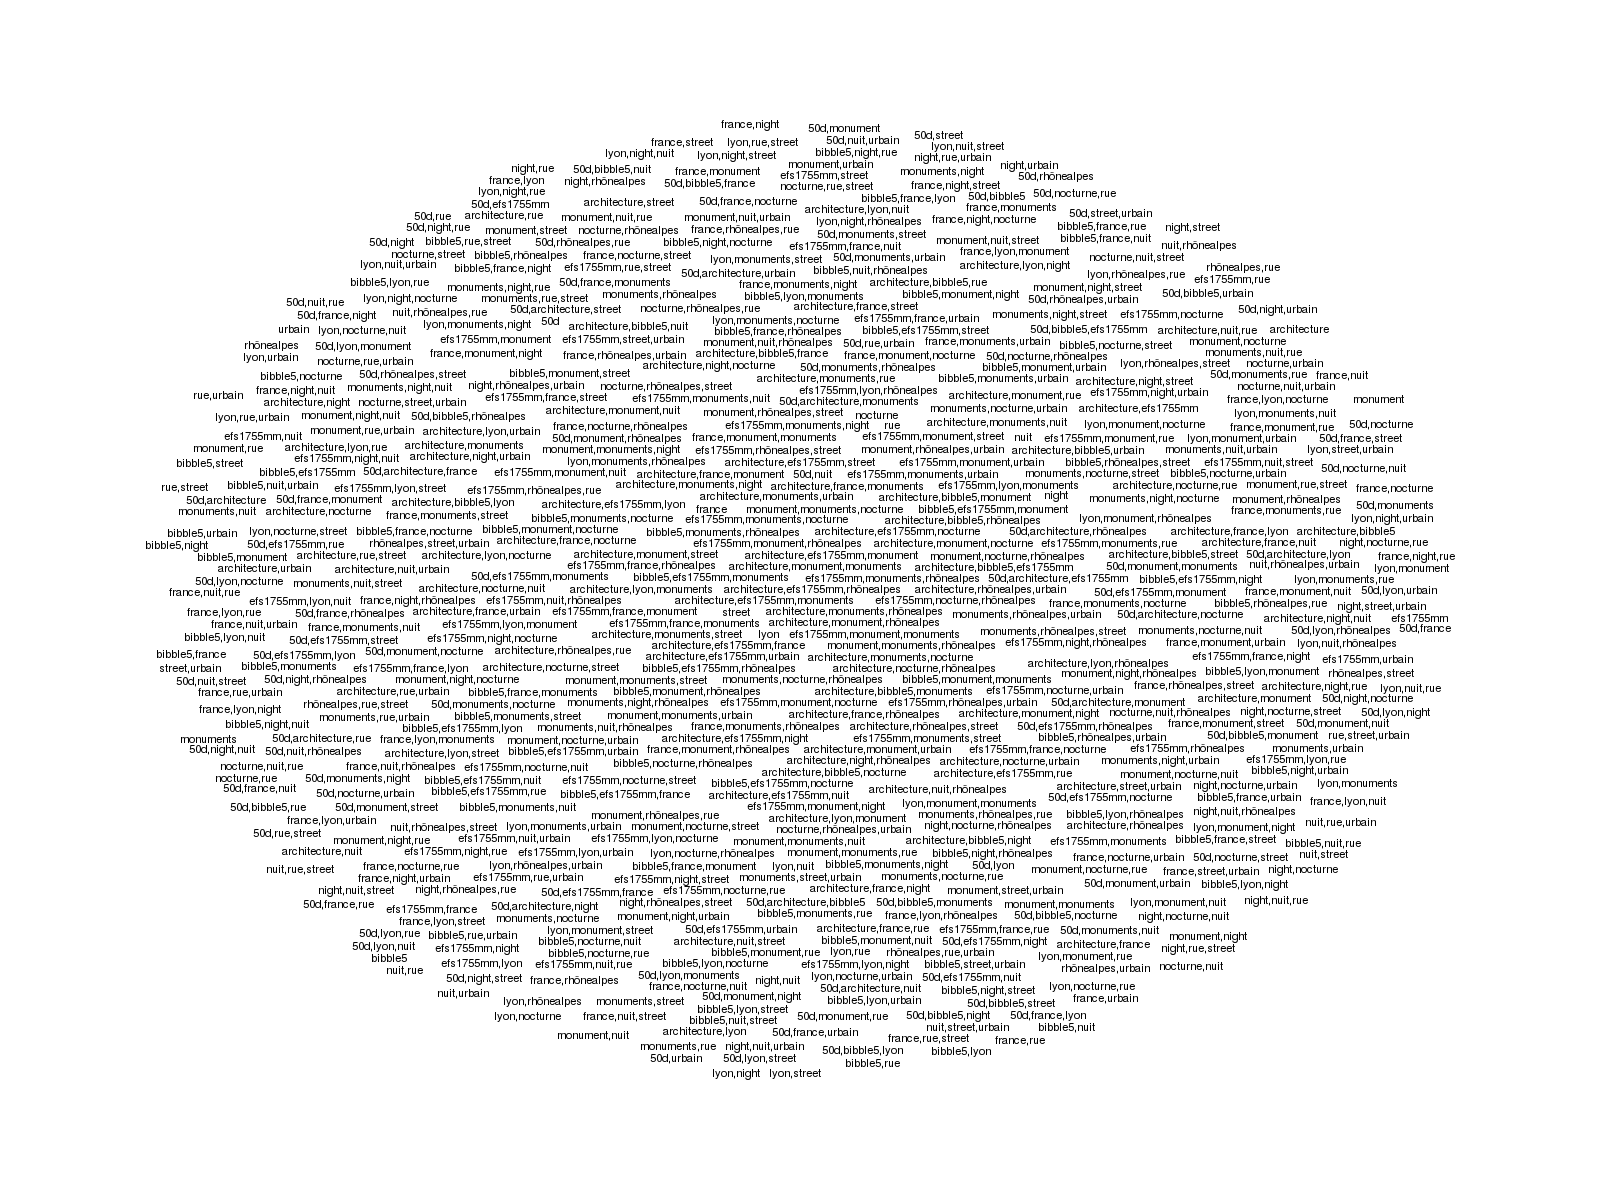 france,night 50d,monument
50d,street
france,street lyon,rue,street 50d,nuit,urbain lyon,nuit,street
lyon,night,nuit lyon,night,street bibble5,night,rue night,rue,urbain
night,rue 50d,bibble5,nuit france,monument monument,urbain monuments,night night,urbain
france,lyon night,rhônealpes 50d,bibble5,france efs1755mm,street 50d,rhônealpes
lyon,night,rue nocturne,rue,street france,night,street
50d,efs1755mm architecture,street 50d,france,nocturne bibble5,france,lyon 50d,bibble5 50d,nocturne,rue
50d,rue architecture,rue monument,nuit,rue monument,nuit,urbain architecture,lyon,nuit france,monuments 50d,street,urbain
50d,night,rue monument,street nocturne,rhônealpes france,rhônealpes,rue lyon,night,rhônealpes france,night,nocturne bibble5,france,rue night,street
50d,night bibble5,rue,street 50d,rhônealpes,rue bibble5,night,nocturne 50d,monuments,street monument,nuit,street bibble5,france,nuit nuit,rhônealpes
nocturne,street bibble5,rhônealpes france,nocturne,street efs1755mm,france,nuit france,lyon,monument
lyon,nuit,urbain bibble5,france,night efs1755mm,rue,street lyon,monuments,street 50d,monuments,urbain architecture,lyon,night nocturne,nuit,street rhônealpes,rue
bibble5,lyon,rue monuments,night,rue 50d,france,monuments 50d,architecture,urbain bibble5,nuit,rhônealpes architecture,bibble5,rue lyon,rhônealpes,rue efs1755mm,rue
50d,nuit,rue lyon,night,nocturne monuments,rue,street monuments,rhônealpes france,monuments,night bibble5,lyon,monuments bibble5,monument,night monument,night,street 50d,rhônealpes,urbain 50d,bibble5,urbain
50d,france,night nuit,rhônealpes,rue 50d,architecture,street nocturne,rhônealpes,rue architecture,france,street monuments,night,street efs1755mm,nocturne 50d,night,urbain
urbain lyon,nocturne,nuit lyon,monuments,night 50d architecture,bibble5,nuit lyon,monuments,nocturne efs1755mm,france,urbain 50d,bibble5,efs1755mm architecture,nuit,rue architecture
rhônealpes 50d,lyon,monument efs1755mm,monument efs1755mm,street,urbain bibble5,france,rhônealpes bibble5,efs1755mm,street monument,nocturne
lyon,urbain france,monument,night france,rhônealpes,urbain monument,nuit,rhônealpes 50d,rue,urbain france,monuments,urbain bibble5,nocturne,street monuments,nuit,rue
nocturne,rue,urbain architecture,bibble5,france france,monument,nocturne 50d,nocturne,rhônealpes lyon,rhônealpes,street nocturne,urbain
bibble5,nocturne 50d,rhônealpes,street bibble5,monument,street architecture,night,nocturne 50d,monuments,rhônealpes bibble5,monument,urbain 50d,monuments,rue france,nuit
france,night,nuit monuments,night,nuit night,rhônealpes,urbain nocturne,rhônealpes,street architecture,monuments,rue bibble5,monuments,urbain architecture,night,street nocturne,nuit,urbain
rue,urbain architecture,night nocturne,street,urbain efs1755mm,france,street efs1755mm,monuments,nuit efs1755mm,lyon,rhônealpes architecture,monument,rue efs1755mm,night,urbain france,lyon,nocturne monument
lyon,rue,urbain monument,night,nuit 50d,bibble5,rhônealpes architecture,monument,nuit monument,rhônealpes,street 50d,architecture,monuments nocturne monuments,nocturne,urbain architecture,efs1755mm lyon,monuments,nuit
efs1755mm,nuit monument,rue,urbain architecture,lyon,urbain france,nocturne,rhônealpes efs1755mm,monuments,night rue architecture,monuments,nuit lyon,monument,nocturne france,monument,rue 50d,nocturne
monument,rue architecture,lyon,rue architecture,monuments 50d,monument,rhônealpes france,monument,monuments efs1755mm,monument,street nuit efs1755mm,monument,rue lyon,monument,urbain 50d,france,street
bibble5,street efs1755mm,night,nuit architecture,night,urbain monument,monuments,night efs1755mm,rhônealpes,street monument,rhônealpes,urbain architecture,bibble5,urbain monuments,nuit,urbain lyon,street,urbain
bibble5,efs1755mm 50d,architecture,france lyon,monuments,rhônealpes architecture,efs1755mm,street efs1755mm,monument,urbain bibble5,rhônealpes,street efs1755mm,nuit,street 50d,nocturne,nuit
rue,street bibble5,nuit,urbain efs1755mm,lyon,street efs1755mm,monument,nuit architecture,france,monument 50d,nuit efs1755mm,monuments,urbain monuments,nocturne,street bibble5,nocturne,urbain
50d,architecture 50d,france,monument efs1755mm,rhônealpes,rue architecture,monuments,night architecture,france,monuments efs1755mm,lyon,monuments architecture,nocturne,rue monument,rue,street france,nocturne
monuments,nuit architecture,nocturne architecture,bibble5,lyon architecture,efs1755mm,lyon architecture,monuments,urbain architecture,bibble5,monument night monuments,night,nocturne monument,rhônealpes 50d,monuments
france,monuments,street bibble5,monuments,nocturne france monument,monuments,nocturne bibble5,efs1755mm,monument france,monuments,rue
bibble5,urbain lyon,nocturne,street bibble5,france,nocturne bibble5,monument,nocturne efs1755mm,monuments,nocturne architecture,bibble5,rhônealpes lyon,monument,rhônealpes lyon,night,urbain
bibble5,night 50d,efs1755mm,rue rhônealpes,street,urbain architecture,france,nocturne bibble5,monuments,rhônealpes architecture,efs1755mm,nocturne 50d,architecture,rhônealpes architecture,france,lyon architecture,bibble5
bibble5,monument architecture,rue,street architecture,lyon,nocturne architecture,monument,street efs1755mm,monument,rhônealpes architecture,monument,nocturne efs1755mm,monuments,rue architecture,france,nuit night,nocturne,rue
architecture,urbain architecture,nuit,urbain efs1755mm,france,rhônealpes architecture,efs1755mm,monument monument,nocturne,rhônealpes architecture,bibble5,street 50d,architecture,lyon france,night,rue
50d,lyon,nocturne monuments,nuit,street 50d,efs1755mm,monuments architecture,monument,monuments architecture,bibble5,efs1755mm 50d,monument,monuments nuit,rhônealpes,urbain lyon,monument
france,nuit,rue architecture,nocturne,nuit architecture,lyon,monuments bibble5,efs1755mm,monuments efs1755mm,monuments,rhônealpes 50d,architecture,efs1755mm bibble5,efs1755mm,night lyon,monuments,rue
efs1755mm,lyon,nuit france,night,rhônealpes efs1755mm,nuit,rhônealpes architecture,efs1755mm,rhônealpes architecture,rhônealpes,urbain 50d,efs1755mm,monument france,monument,nuit 50d,lyon,urbain
france,lyon,rue 50d,france,rhônealpes architecture,france,urbain efs1755mm,france,monument architecture,efs1755mm,monuments efs1755mm,nocturne,rhônealpes france,monuments,nocturne bibble5,rhônealpes,rue night,street,urbain
france,nuit,urbain france,monuments,nuit efs1755mm,lyon,monument efs1755mm,france,monuments street architecture,monuments,rhônealpes monuments,rhônealpes,urbain 50d,architecture,nocturne architecture,night,nuit efs1755mm
bibble5,lyon,nuit 50d,efs1755mm,street efs1755mm,night,nocturne architecture,monuments,street lyon architecture,monument,rhônealpes monuments,rhônealpes,street monuments,nocturne,nuit 50d,lyon,rhônealpes 50d,france
bibble5,france 50d,efs1755mm,lyon 50d,monument,nocturne architecture,rhônealpes,rue architecture,efs1755mm,france efs1755mm,monument,monuments monument,monuments,rhônealpes efs1755mm,night,rhônealpes france,monument,urbain lyon,nuit,rhônealpes
street,urbain bibble5,monuments efs1755mm,france,lyon architecture,nocturne,street architecture,efs1755mm,urbain architecture,monuments,nocturne architecture,lyon,rhônealpes efs1755mm,france,night efs1755mm,urbain
50d,nuit,street 50d,night,rhônealpes monument,night,nocturne monument,monuments,street bibble5,efs1755mm,rhônealpes architecture,nocturne,rhônealpes monument,night,rhônealpes bibble5,lyon,monument rhônealpes,street
france,rue,urbain architecture,rue,urbain bibble5,france,monuments bibble5,monument,rhônealpes monuments,nocturne,rhônealpes bibble5,monument,monuments france,rhônealpes,street architecture,night,rue lyon,nuit,rue
france,lyon,night rhônealpes,rue,street 50d,monuments,nocturne monuments,night,rhônealpes efs1755mm,monument,nocturne architecture,bibble5,monuments efs1755mm,nocturne,urbain 50d,architecture,monument architecture,monument 50d,night,nocturne
bibble5,night,nuit monuments,rue,urbain bibble5,monuments,street monument,monuments,urbain architecture,france,rhônealpes efs1755mm,rhônealpes,urbain architecture,monument,night nocturne,nuit,rhônealpes night,nocturne,street 50d,lyon,night
monuments 50d,architecture,rue bibble5,efs1755mm,lyon monuments,nuit,rhônealpes france,monuments,rhônealpes architecture,rhônealpes,street 50d,efs1755mm,rhônealpes france,monument,street 50d,monument,nuit
50d,night,nuit 50d,nuit,rhônealpes france,lyon,monuments monument,nocturne,urbain architecture,efs1755mm,night efs1755mm,monuments,street bibble5,rhônealpes,urbain 50d,bibble5,monument rue,street,urbain
architecture,lyon,street bibble5,efs1755mm,urbain france,monument,rhônealpes architecture,monument,urbain efs1755mm,france,nocturne efs1755mm,rhônealpes monuments,urbain
nocturne,nuit,rue france,nuit,rhônealpes efs1755mm,nocturne,nuit bibble5,nocturne,rhônealpes architecture,night,rhônealpes architecture,nocturne,urbain monuments,night,urbain efs1755mm,lyon,rue
nocturne,rue 50d,monuments,night bibble5,efs1755mm,nuit efs1755mm,nocturne,street architecture,bibble5,nocturne architecture,efs1755mm,rue monument,nocturne,nuit bibble5,night,urbain
50d,france,nuit 50d,nocturne,urbain bibble5,efs1755mm,rue bibble5,efs1755mm,france bibble5,efs1755mm,nocturne architecture,nuit,rhônealpes architecture,street,urbain night,nocturne,urbain lyon,monuments
50d,bibble5,rue 50d,monument,street bibble5,monuments,nuit architecture,efs1755mm,nuit 50d,efs1755mm,nocturne bibble5,france,urbain france,lyon,nuit
france,lyon,urbain monument,rhônealpes,rue efs1755mm,monument,night lyon,monument,monuments monuments,rhônealpes,rue bibble5,lyon,rhônealpes night,nuit,rhônealpes
50d,rue,street nuit,rhônealpes,street lyon,monuments,urbain monument,nocturne,street architecture,lyon,monument night,nocturne,rhônealpes architecture,rhônealpes lyon,monument,night nuit,rue,urbain
monument,night,rue monuments,nuit,urbain efs1755mm,lyon,nocturne nocturne,rhônealpes,urbain monument,monuments,nuit architecture,bibble5,night efs1755mm,monuments bibble5,france,street bibble5,nuit,rue
architecture,nuit efs1755mm,night,rue efs1755mm,lyon,urbain lyon,nocturne,rhônealpes monument,monuments,rue bibble5,night,rhônealpes france,nocturne,urbain 50d,nocturne,street nuit,street
nuit,rue,street france,nocturne,rue lyon,rhônealpes,urbain bibble5,france,monument lyon,nuit bibble5,monuments,night 50d,lyon monument,nocturne,rue france,street,urbain night,nocturne
france,night,urbain efs1755mm,rue,urbain efs1755mm,night,street monuments,street,urbain monuments,nocturne,rue
night,nuit,street night,rhônealpes,rue 50d,efs1755mm,france efs1755mm,nocturne,rue architecture,france,night monument,street,urbain 50d,monument,urbain bibble5,lyon,night
50d,france,rue efs1755mm,france 50d,architecture,night night,rhônealpes,street 50d,architecture,bibble5 50d,bibble5,monuments monument,monuments lyon,monument,nuit night,nuit,rue
france,lyon,street monuments,nocturne monument,night,urbain bibble5,monuments,rue france,lyon,rhônealpes 50d,bibble5,nocturne night,nocturne,nuit
50d,lyon,rue bibble5,rue,urbain lyon,monument,street 50d,efs1755mm,urbain architecture,france,rue efs1755mm,france,rue 50d,monuments,nuit monument,night
50d,lyon,nuit efs1755mm,night bibble5,nocturne,nuit architecture,nuit,street bibble5,monument,nuit 50d,efs1755mm,night architecture,france night,rue,street
bibble5 efs1755mm,lyon bibble5,nocturne,rue bibble5,monument,rue lyon,rue rhônealpes,rue,urbain lyon,monument,rue
nuit,rue efs1755mm,nuit,rue bibble5,lyon,nocturne efs1755mm,lyon,night bibble5,street,urbain rhônealpes,urbain nocturne,nuit
50d,night,street france,rhônealpes 50d,lyon,monuments night,nuit lyon,nocturne,urbain 50d,efs1755mm,nuit
nuit,urbain france,nocturne,nuit 50d,architecture,nuit bibble5,night,street lyon,nocturne,rue
lyon,rhônealpes monuments,street 50d,monument,night bibble5,lyon,urbain 50d,bibble5,street france,urbain
lyon,nocturne france,nuit,street bibble5,lyon,street 50d,monument,rue 50d,bibble5,night 50d,france,lyon
bibble5,nuit,street nuit,street,urbain bibble5,nuit
monument,nuit architecture,lyon 50d,france,urbain france,rue,street france,rue
monuments,rue night,nuit,urbain 50d,bibble5,lyon bibble5,lyon
50d,urbain 50d,lyon,street bibble5,rue
lyon,night lyon,street